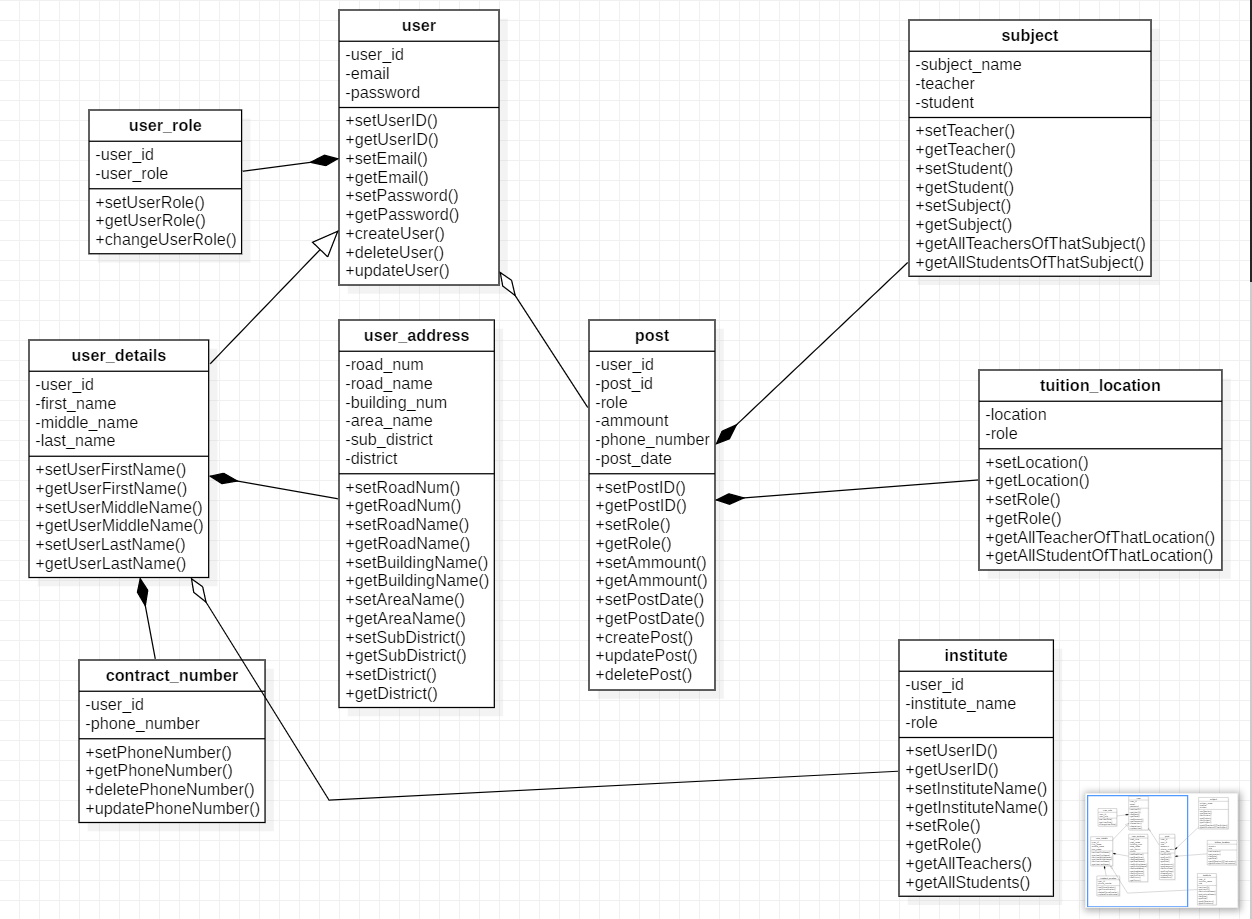 user
-user_id
-email
-password
+setUserID()
+getUserID()
+setEmail()
+getEmail()
+setPassword()
+getPassword()
+createUser()
+deleteUser()
+updateUser()
subject
-subject_name
-teacher
-student
+setTeacher()
+getTeacher()
+setStudent()
+getStudent()
+setSubject()
+getSubject()
+getAllTeachersOfThatSubject()
+getAllStudentsOfThatSubject()
user_role
-user_id
-user_role
+setUserRole()
+getUserRole()
+changeUserRole()
user_details
-user_id
-first_name
-middle_name
-last_name
+setUserFirstName()
+getUserFirstName()
+setUserMiddleName()
+getUserMiddleName()
+setUserLastName()
+getUserLastName()
user_address
-road_num
-road_name
-building_num
-area_name
-sub_district
-district
+setRoadNum()
+getRoadNum()
+setRoadName()
+getRoadName()
+setBuildingName()
+getBuildingName()
+setAreaName()
+getAreaName()
+setSubDistrict()
+getSubDistrict()
+setDistrict()
+getDistrict()
post
-user_id
-post_id
-role
-ammount
-phone_number
-post_date
+setPostID()
+getPostID()
+setRole()
+getRole()
+setAmmount()
+getAmmount()
+setPostDate()
+getPostDate()
+createPost()
+updatePost()
+deletePost()
tuition_location
-location
-role
+setLocation()
+getLocation()
+setRole()
+getRole()
+getAllTeacherOfThatLocation()
+getAllStudentOfThatLocation()
contract_number
-user_id
-phone_number
+setPhoneNumber()
+getPhoneNumber()
+deletePhoneNumber()
+updatePhoneNumber()
institute
-user_id
-institute_name
-role
+setUserID()
+getUserID()
+setInstituteName()
+getInstituteName()
+setRole()
+getRole()
+getAllTeachers()
+getAllStudents()